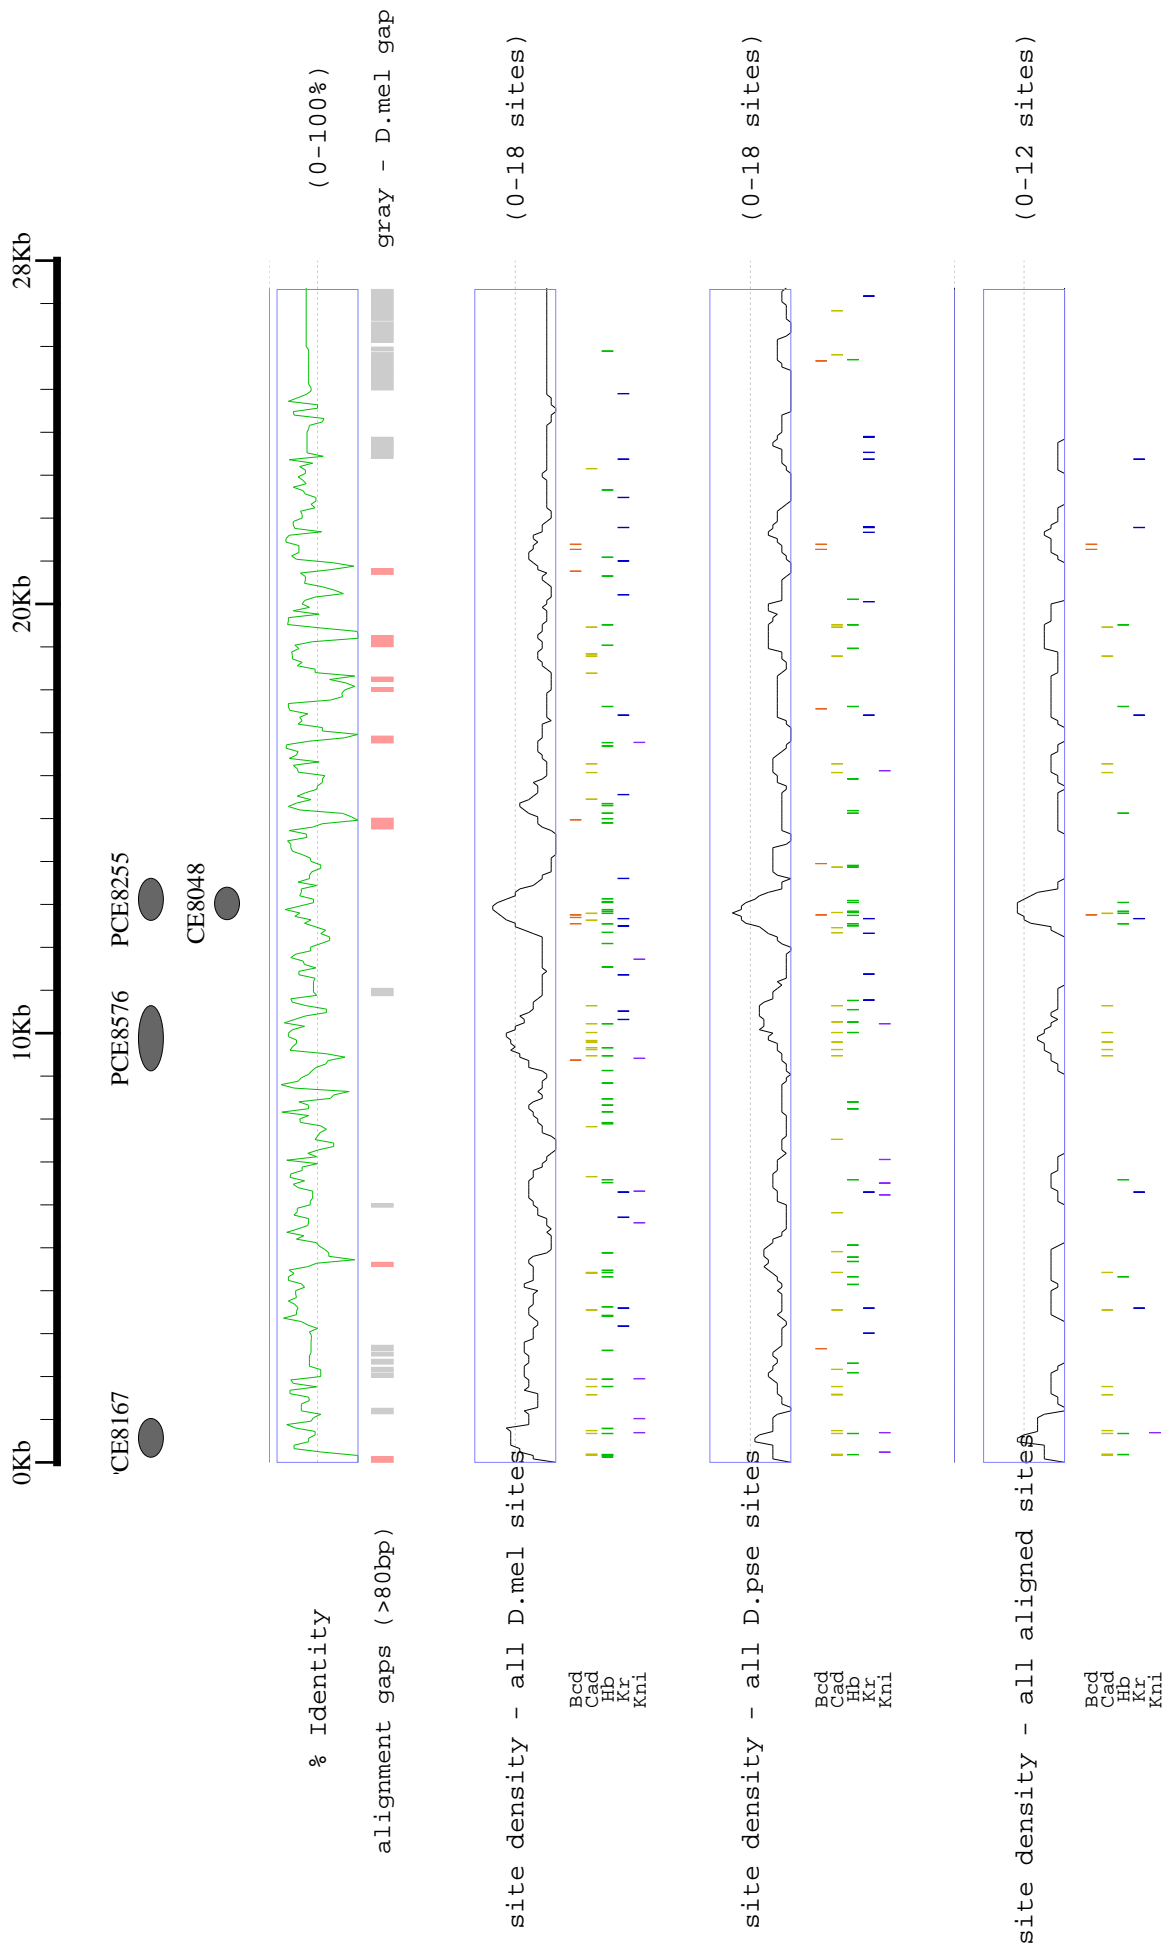 0Kb 10Kb 20Kb 28Kb
CE8167 PCE8576 PCE8255
CE8048
% Identity (0-100%)
alignment gaps (>80bp) gray - D.mel gap
site density - all D.mel sites (0-18 sites)
Bcd
Cad
Hb
Kr
Kni
site density - all D.pse sites (0-18 sites)
Bcd
Cad
Hb
Kr
Kni
site density - all aligned sites (0-12 sites)
Bcd
Cad
Hb
Kr
Kni